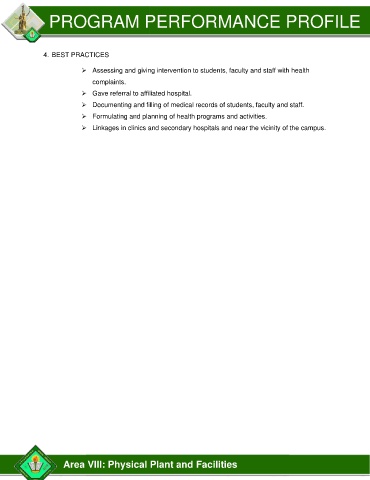 PROGRAM PERFORMANCE PROFILE
4. BEST PRACTICES
➢ Assessing and giving intervention to students, faculty and staff with health
complaints.
➢ Gave referral to affiliated hospital.
➢ Documenting and filling of medical records of students, faculty and staff.
➢ Formulating and planning of health programs and activities.
➢ Linkages in clinics and secondary hospitals and near the vicinity of the campus.
Area VIII: Physical Plant and Facilities